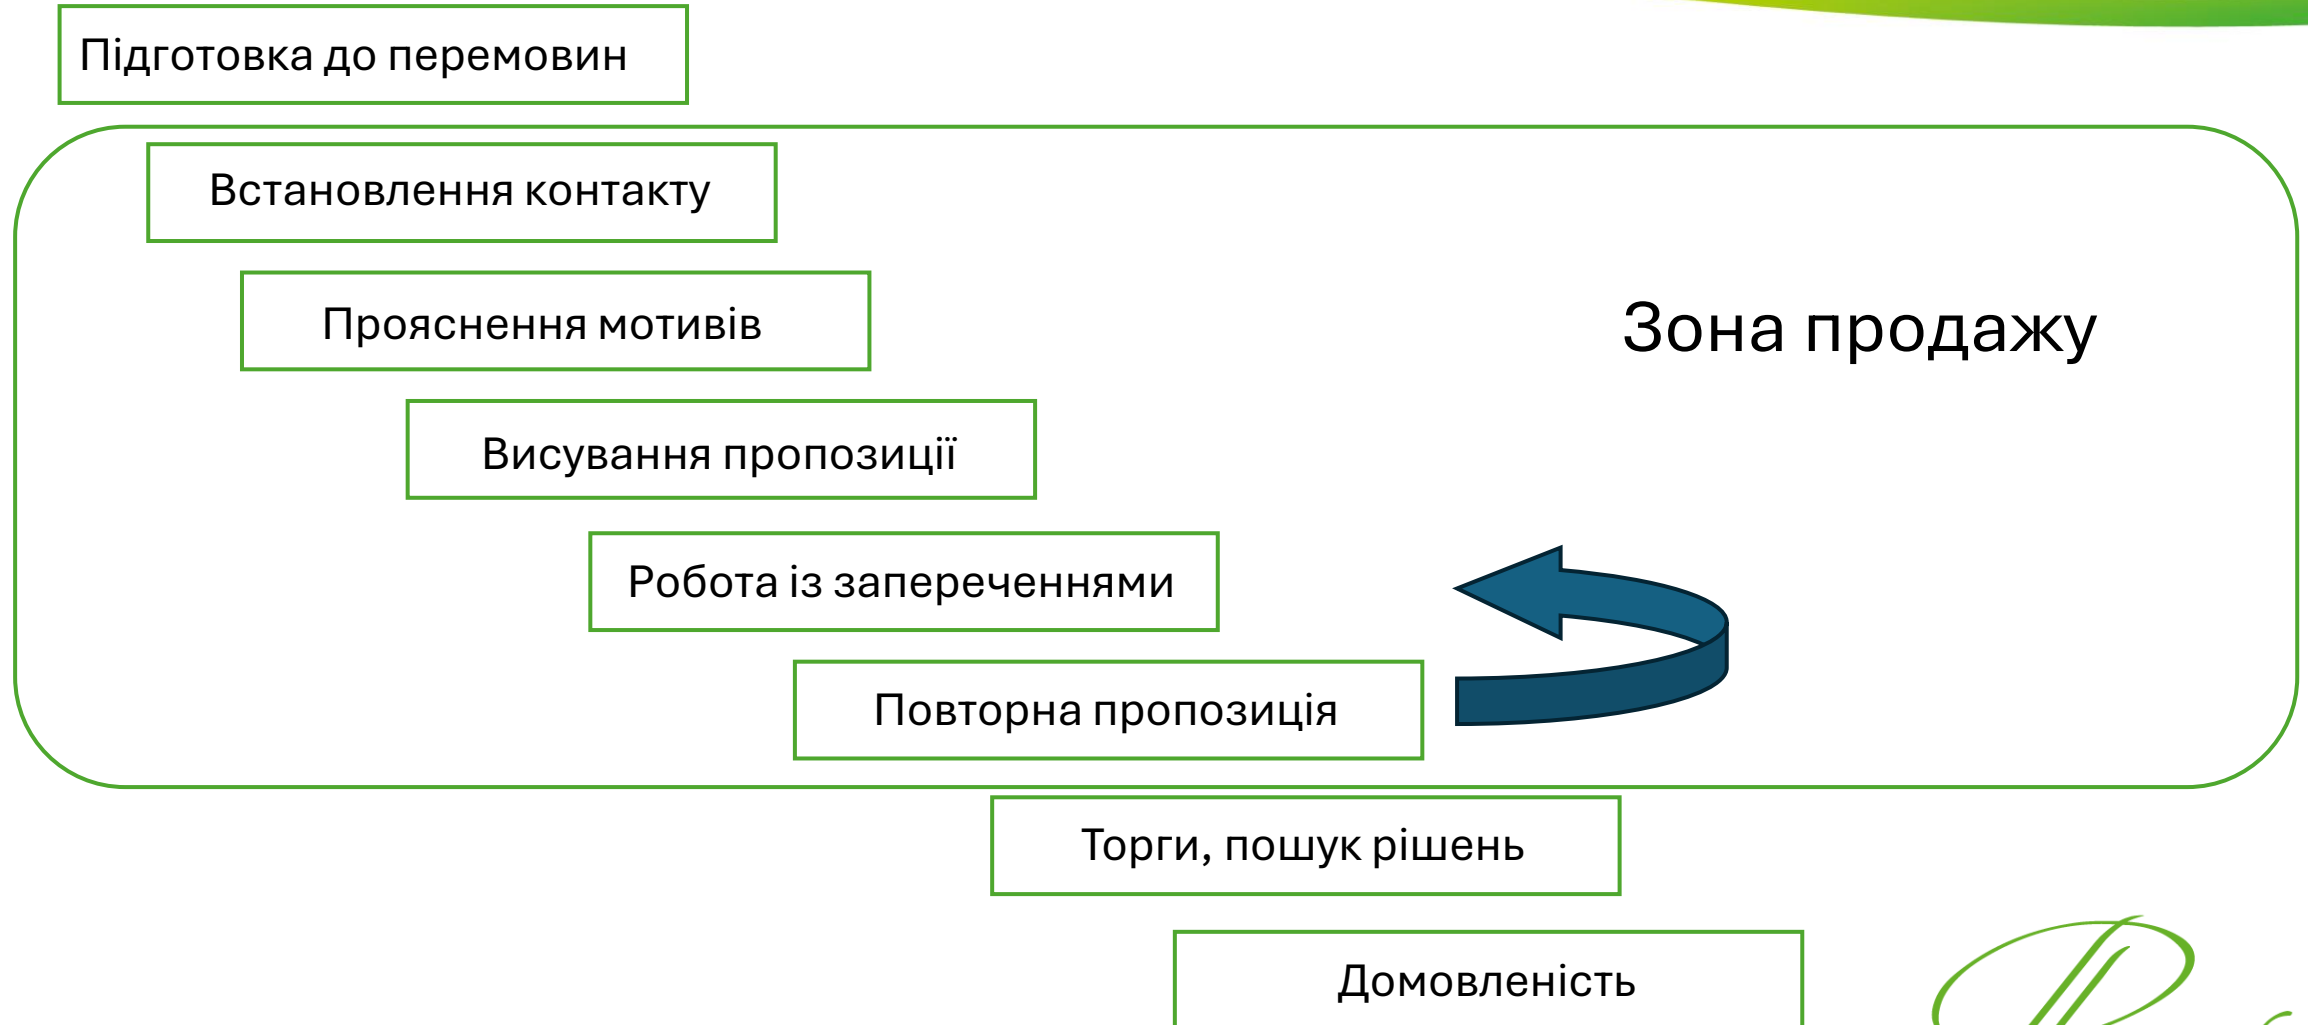 Підготовка до перемовин
Встановлення контакту
Прояснення мотивів
Зона продажу
Висування пропозиції
Робота із запереченнями
Повторна пропозиція
Торги, пошук рішень
Домовленість